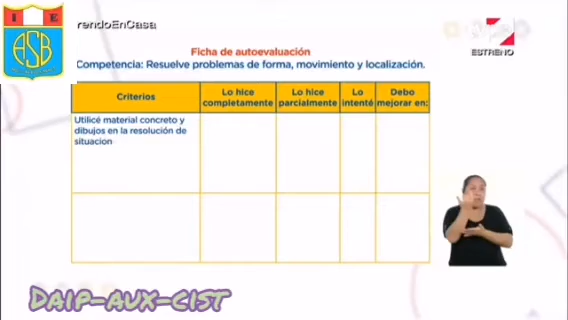 I E
ASB
rendoEnCasa
ESTRENO
Ficha de autoevaluación
Competencia: Resuelve problemas de forma, movimiento y localización.
Criterios
Lo hice
completamente
Lo hice
parcialmente
Lo
intenté
Debo
mejorar en:
Utilicé material concreto y
dibujos en la resolución de
situacion
DAIP-AUX-CIST